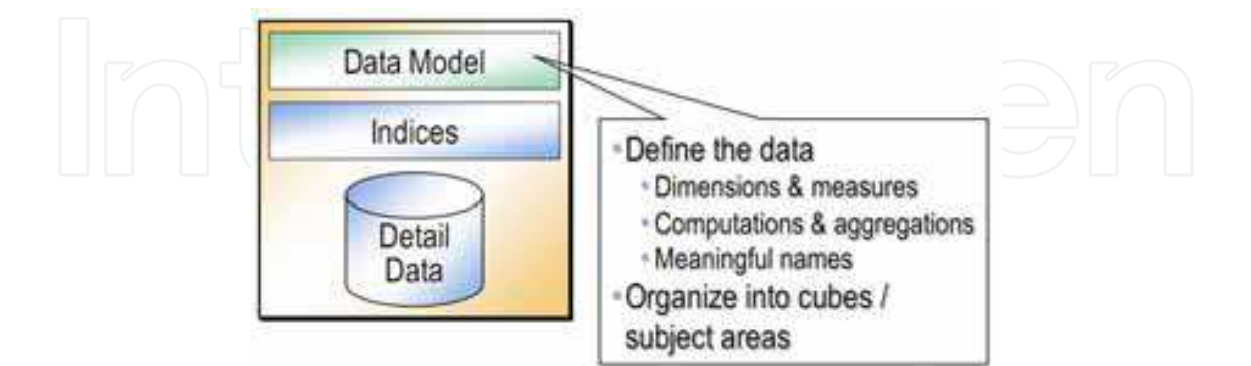 Data Model
Indices
Detail
Data
•Define the data
•Dimensions & measures
•Computations & aggregations
•Meaningful names
•Organize into cubes /
subject areas